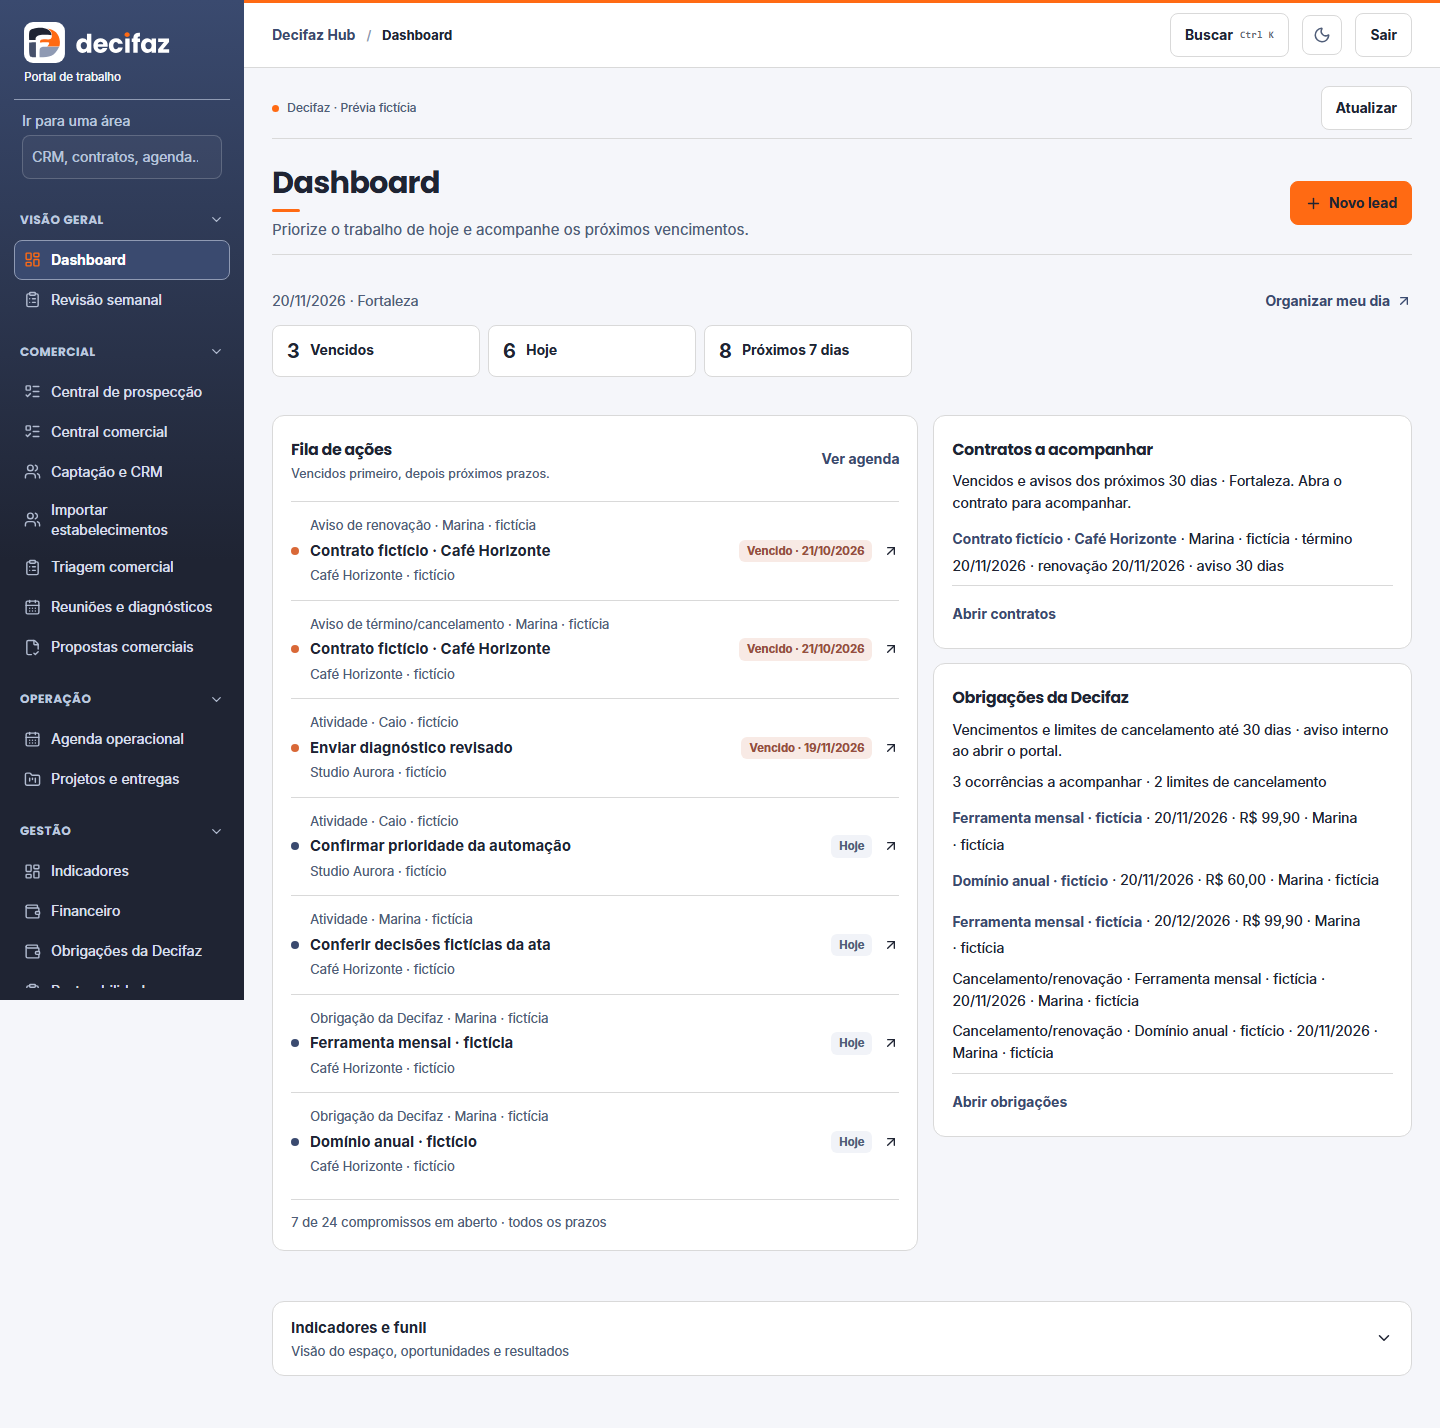 decifaz
Portal de trabalho
Ir para uma área
CRM, contratos, agenda..
VISÃO GERAL
Dashboard
Revisão semanal
COMERCIAL
Central de prospecção
Central comercial
Captação e CRM
Importar
estabelecimentos
Triagem comercial
Reuniões e diagnósticos
Propostas comerciais
OPERAÇÃO
Agenda operacional
Projetos e entregas
GESTÃO
Indicadores
Financeiro
Obrigações da Decifaz
Decifaz Hub / Dashboard
Buscar Ctrl K
Sair
Decifaz · Prévia fictícia
Atualizar
Dashboard
Priorize o trabalho de hoje e acompanhe os próximos vencimentos.
+ Novo lead
20/11/2026 · Fortaleza
Organizar meu dia
3 Vencidos
6 Hoje
8 Próximos 7 dias
Fila de ações
Vencidos primeiro, depois próximos prazos.
Ver agenda
Aviso de renovação · Marina · fictícia
Contrato fictício · Café Horizonte
Vencido · 21/10/2026
Café Horizonte · fictício
Aviso de término/cancelamento · Marina · fictícia
Contrato fictício · Café Horizonte
Vencido · 21/10/2026
Café Horizonte · fictício
Atividade · Caio · fictício
Enviar diagnóstico revisado
Vencido · 19/11/2026
Studio Aurora · fictício
Atividade · Caio · fictício
Confirmar prioridade da automação
Hoje
Studio Aurora · fictício
Atividade · Marina · fictícia
Conferir decisões fictícias da ata
Hoje
Café Horizonte · fictício
Obrigação da Decifaz · Marina · fictícia
Ferramenta mensal · fictícia
Hoje
Café Horizonte · fictício
Obrigação da Decifaz · Marina · fictícia
Domínio anual · fictício
Hoje
Café Horizonte · fictício
7 de 24 compromissos em aberto · todos os prazos
Contratos a acompanhar
Vencidos e avisos dos próximos 30 dias · Fortaleza. Abra o
contrato para acompanhar.
Contrato fictício · Café Horizonte · Marina · fictícia · término
20/11/2026 · renovação 20/11/2026 · aviso 30 dias
Abrir contratos
Obrigações da Decifaz
Vencimentos e limites de cancelamento até 30 dias · aviso interno
ao abrir o portal.
3 ocorrências a acompanhar · 2 limites de cancelamento
Ferramenta mensal · fictícia · 20/11/2026 · R$ 99,90 · Marina
· fictícia
Domínio anual · fictício · 20/11/2026 · R$ 60,00 · Marina · fictícia
Ferramenta mensal · fictícia · 20/12/2026 · R$ 99,90 · Marina
· fictícia
Cancelamento/renovação · Ferramenta mensal · fictícia ·
20/11/2026 · Marina · fictícia
Cancelamento/renovação · Domínio anual · fictício · 20/11/2026 ·
Marina · fictícia
Abrir obrigações
Indicadores e funil
Visão do espaço, oportunidades e resultados